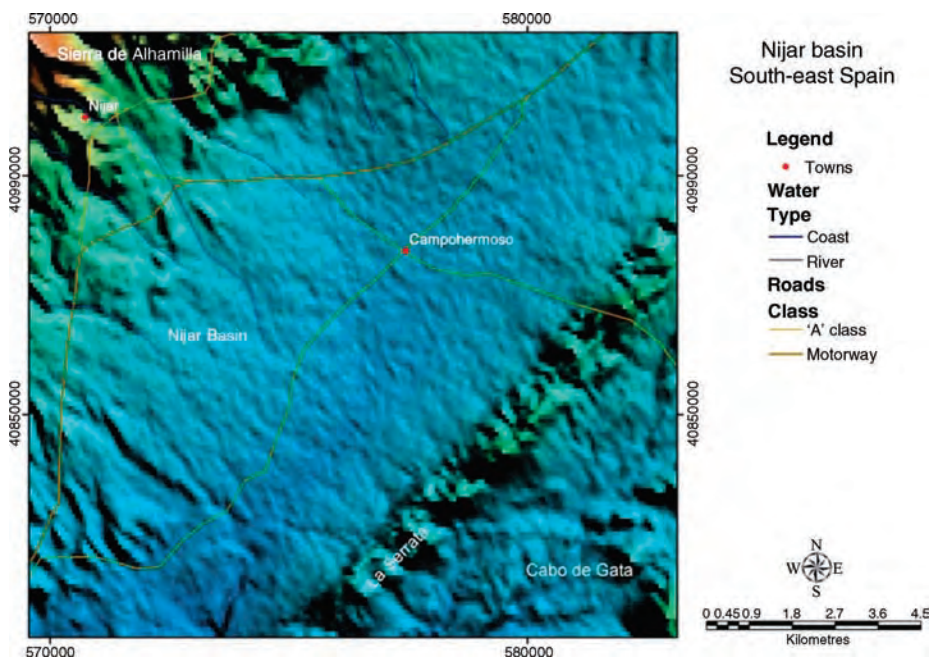 570000
580000
Sierra de Alhamilla
Nijar
40990000
40990000
Campohermoso
Nijar Basin
40850000
40850000
La Serrata
Cabo de Gata
570000
580000
Nijar basin
South-east Spain
Legend
Towns
Water
Type
Coast
River
Roads
Class
‘A’ class
Motorway
N
W E
S
0 0.45 0.9 1.8 2.7 3.6 4.5
Kilometres